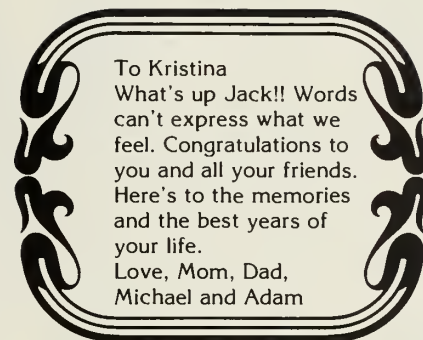 To Kristina
What's up Jack!! Words
can't express what we
feel. Congratulations to
you and all your friends.
Here's to the memories
and the best years of
your life.
Love, Mom, Dad,
Michael and Adam